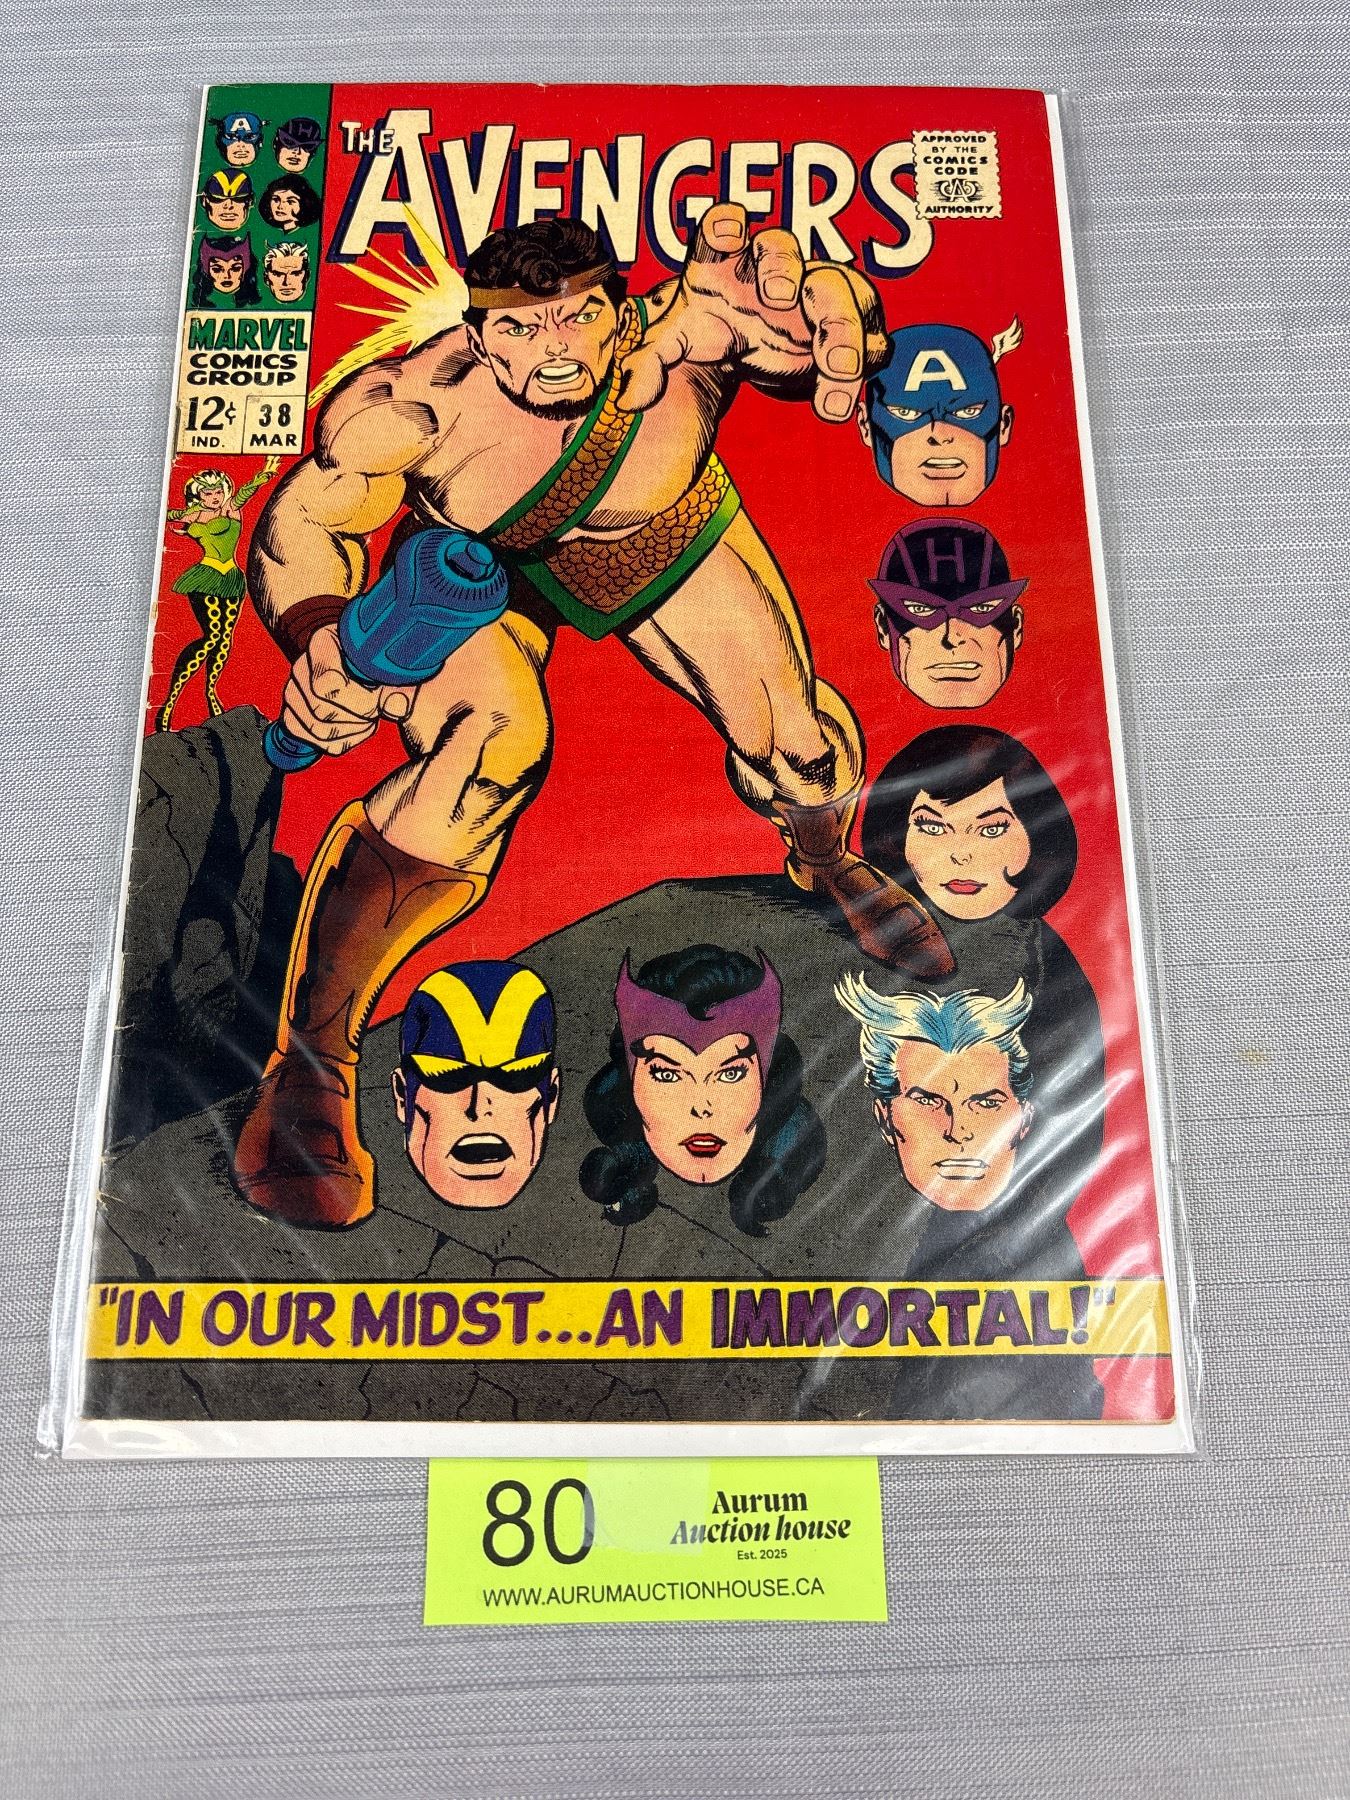 THE AVENGERS
APPROVED
BY THE
COMICS
CODE
CA
AUTHORITY
A
H
MARVEL
COMICS
GROUP
12¢ 38
IND. MAR
A
H
"IN OUR MIDST...AN IMMORTAL!"
80 Aurum
Auction house
Est. 2025
WWW.AURUMAUCTIONHOUSE.CA